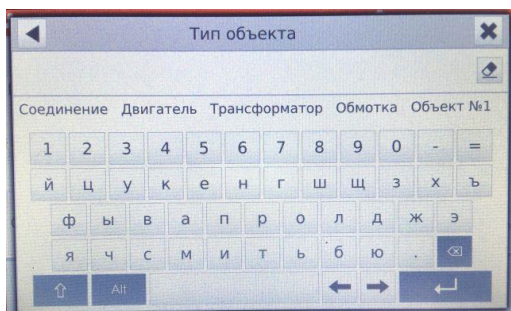 Тип объекта
Соединение Двигатель Трансформатор Обмотка Объект №1
1 2 3 4 5 6 7 8 9 0 - =
й ц у к е н г ш щ з х ъ
ф ы в а п р о л д ж э
я ч с м и т ь б ю .
Alt